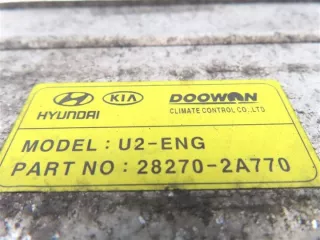 KIA DOOWON
HYUNDAI CLIMATE CONTROL CO., LTD
MODEL : U2-ENG
PART NO : 28270-2A770